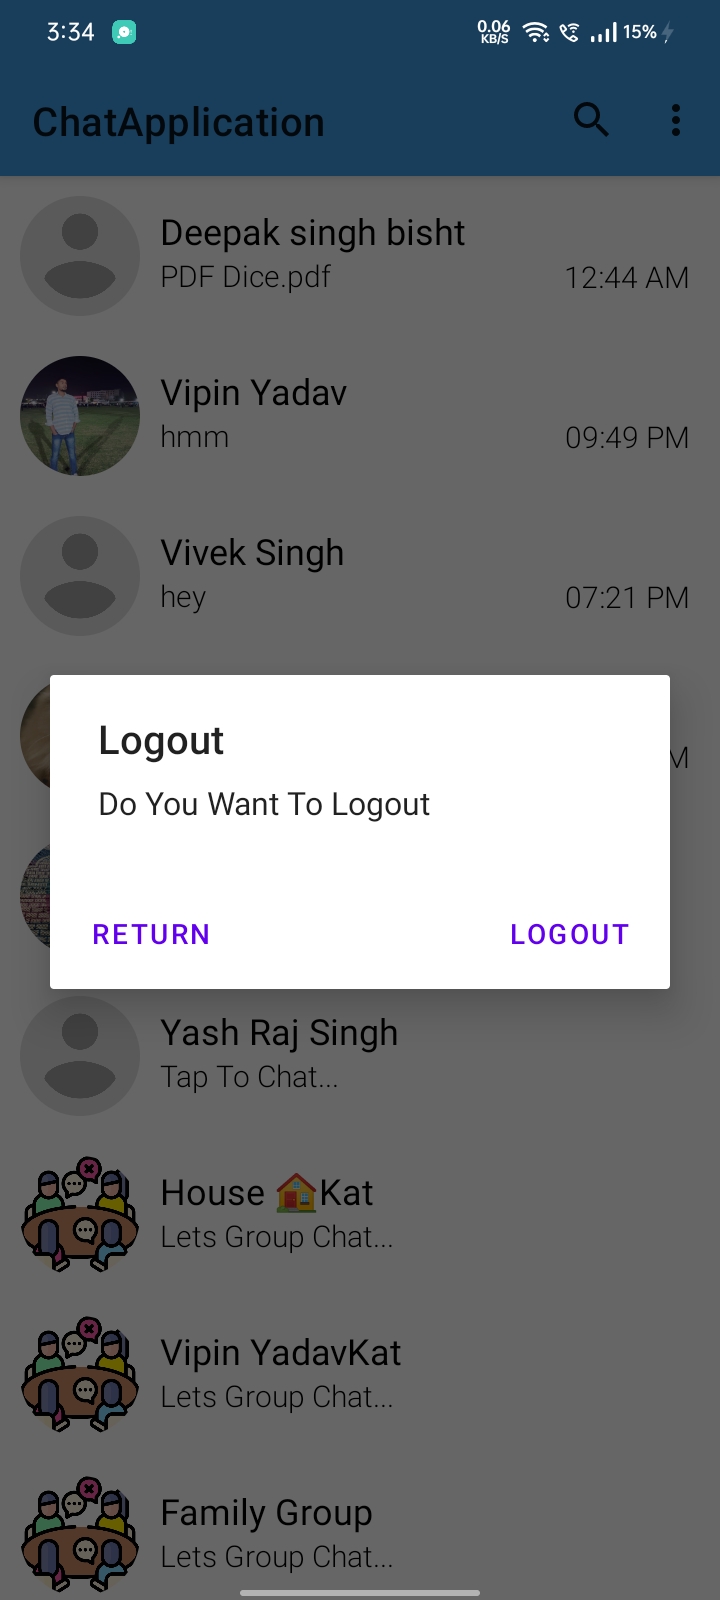 3:34
0.06
KB/S
15%
ChatApplication
Deepak singh bisht
PDF Dice.pdf
12:44 AM
Vipin Yadav
hmm
09:49 PM
Vivek Singh
hey
07:21 PM
M
Logout
Do You Want To Logout
RETURN
LOGOUT
Yash Raj Singh
Tap To Chat...
House 🏠Kat
Lets Group Chat...
Vipin YadavKat
Lets Group Chat...
Family Group
Lets Group Chat...